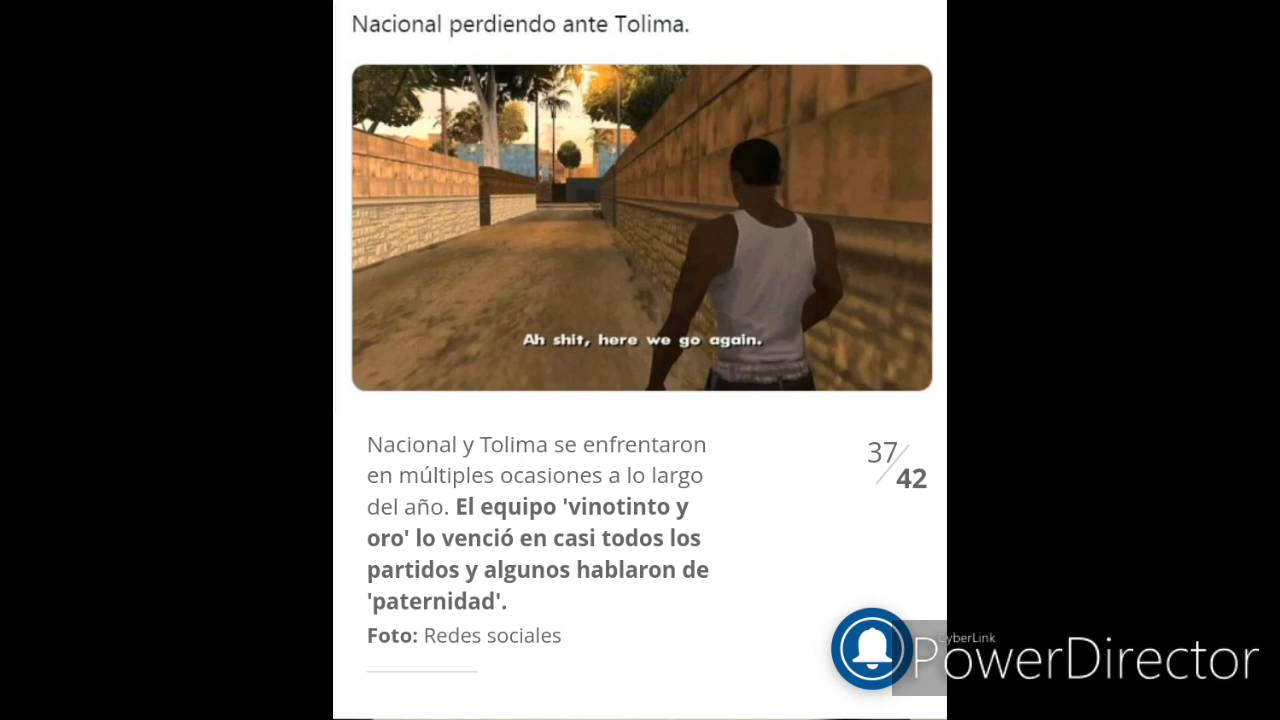 Nacional perdiendo ante Tolima.
Ah shit, here we go again.
Nacional y Tolima se enfrentaron
en múltiples ocasiones a lo largo
del año. El equipo 'vinotinto y
oro' lo venció en casi todos los
partidos y algunos hablaron de
'paternidad'.
Foto: Redes sociales
37/42
CyberLink
PowerDirector